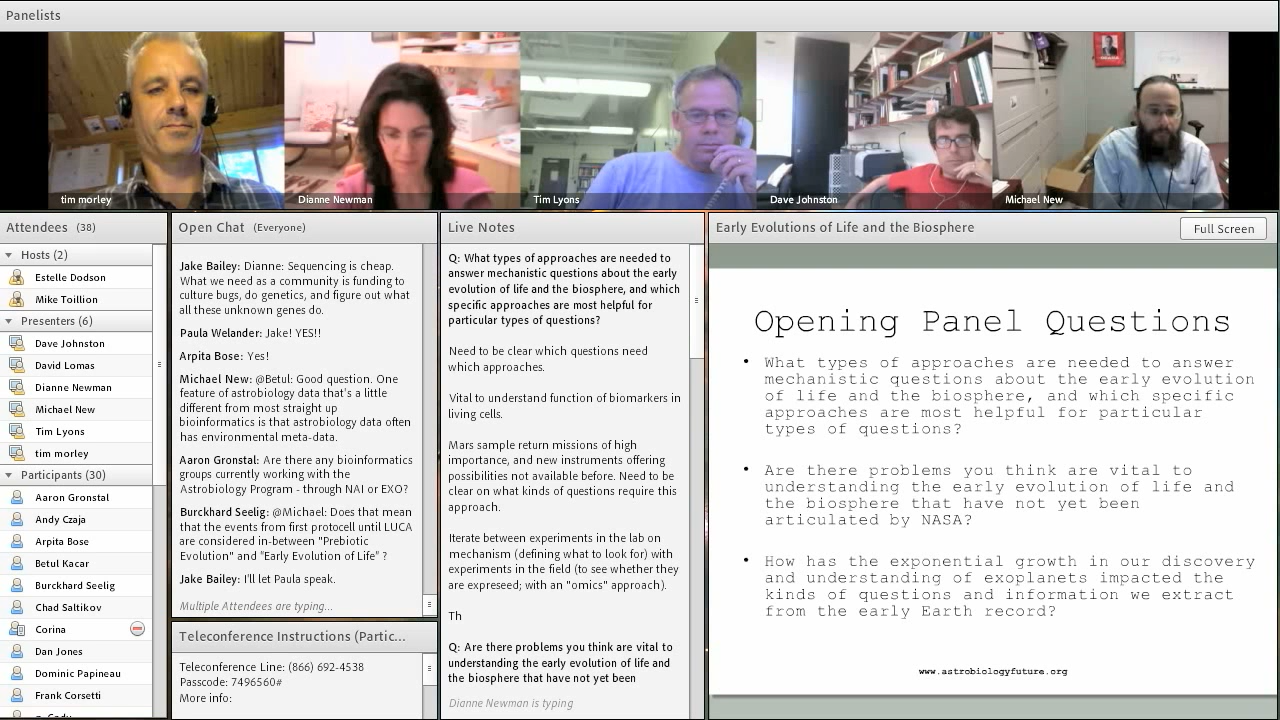 Panelists
tim morley
Dianne Newman
Tim Lyons
Dave Johnston
Michael New
Attendees (38)
Hosts (2)
Estelle Dodson
Mike Toillion
Presenters (6)
Dave Johnston
David Lomas
Dianne Newman
Michael New
Tim Lyons
tim morley
Participants (30)
Aaron Gronstal
Andy Czaja
Arpita Bose
Betul Kacar
Burckhard Seelig
Chad Saltikov
Corina
Dan Jones
Dominic Papineau
Frank Corsetti
Open Chat (Everyone)
Jake Bailey: Dianne: Sequencing is cheap.
What we need as a community is funding to
culture bugs, do genetics, and figure out what
all these unknown genes do.
Paula Welander: Jake! YES!!
Arpita Bose: Yes!
Michael New: @Betul: Good question. One
feature of astrobiology data that's a little
different from most straight up
bioinformatics is that astrobiology data often
has environmental meta-data.
Aaron Gronstal: Are there any bioinformatics
groups currently working with the
Astrobiology Program - through NAI or EXO?
Burckhard Seelig: @Michael: Does that mean
that the events from first protocell until LUCA
are considered in-between "Prebiotic
Evolution" and "Early Evolution of Life" ?
Jake Bailey: I'll let Paula speak.
Multiple Attendees are typing...
Teleconference Instructions (Partic...
Teleconference Line: (866) 692-4538
Passcode: 7496560#
More info:
Live Notes
Q: What types of approaches are needed to
answer mechanistic questions about the early
evolution of life and the biosphere, and which
specific approaches are most helpful for
particular types of questions?
Need to be clear which questions need
which approaches.
Vital to understand function of biomarkers in
living cells.
Mars sample return missions of high
importance, and new instruments offering
possibilities not available before. Need to be
clear on what kinds of questions require this
approach.
Iterate between experiments in the lab on
mechanism (defining what to look for) with
experiments in the field (to see whether they
are expreseed; with an "omics" approach).
Th
Q: Are there problems you think are vital to
understanding the early evolution of life and
the biosphere that have not yet been
Dianne Newman is typing
Early Evolutions of Life and the Biosphere
Full Screen
Opening Panel Questions
• What types of approaches are needed to answer
mechanistic questions about the early evolution
of life and the biosphere, and which specific
approaches are most helpful for particular
types of questions?
• Are there problems you think are vital to
understanding the early evolution of life and
the biosphere that have not yet been
articulated by NASA?
• How has the exponential growth in our discovery
and understanding of exoplanets impacted the
kinds of questions and information we extract
from the early Earth record?
www.astrobiologyfuture.org